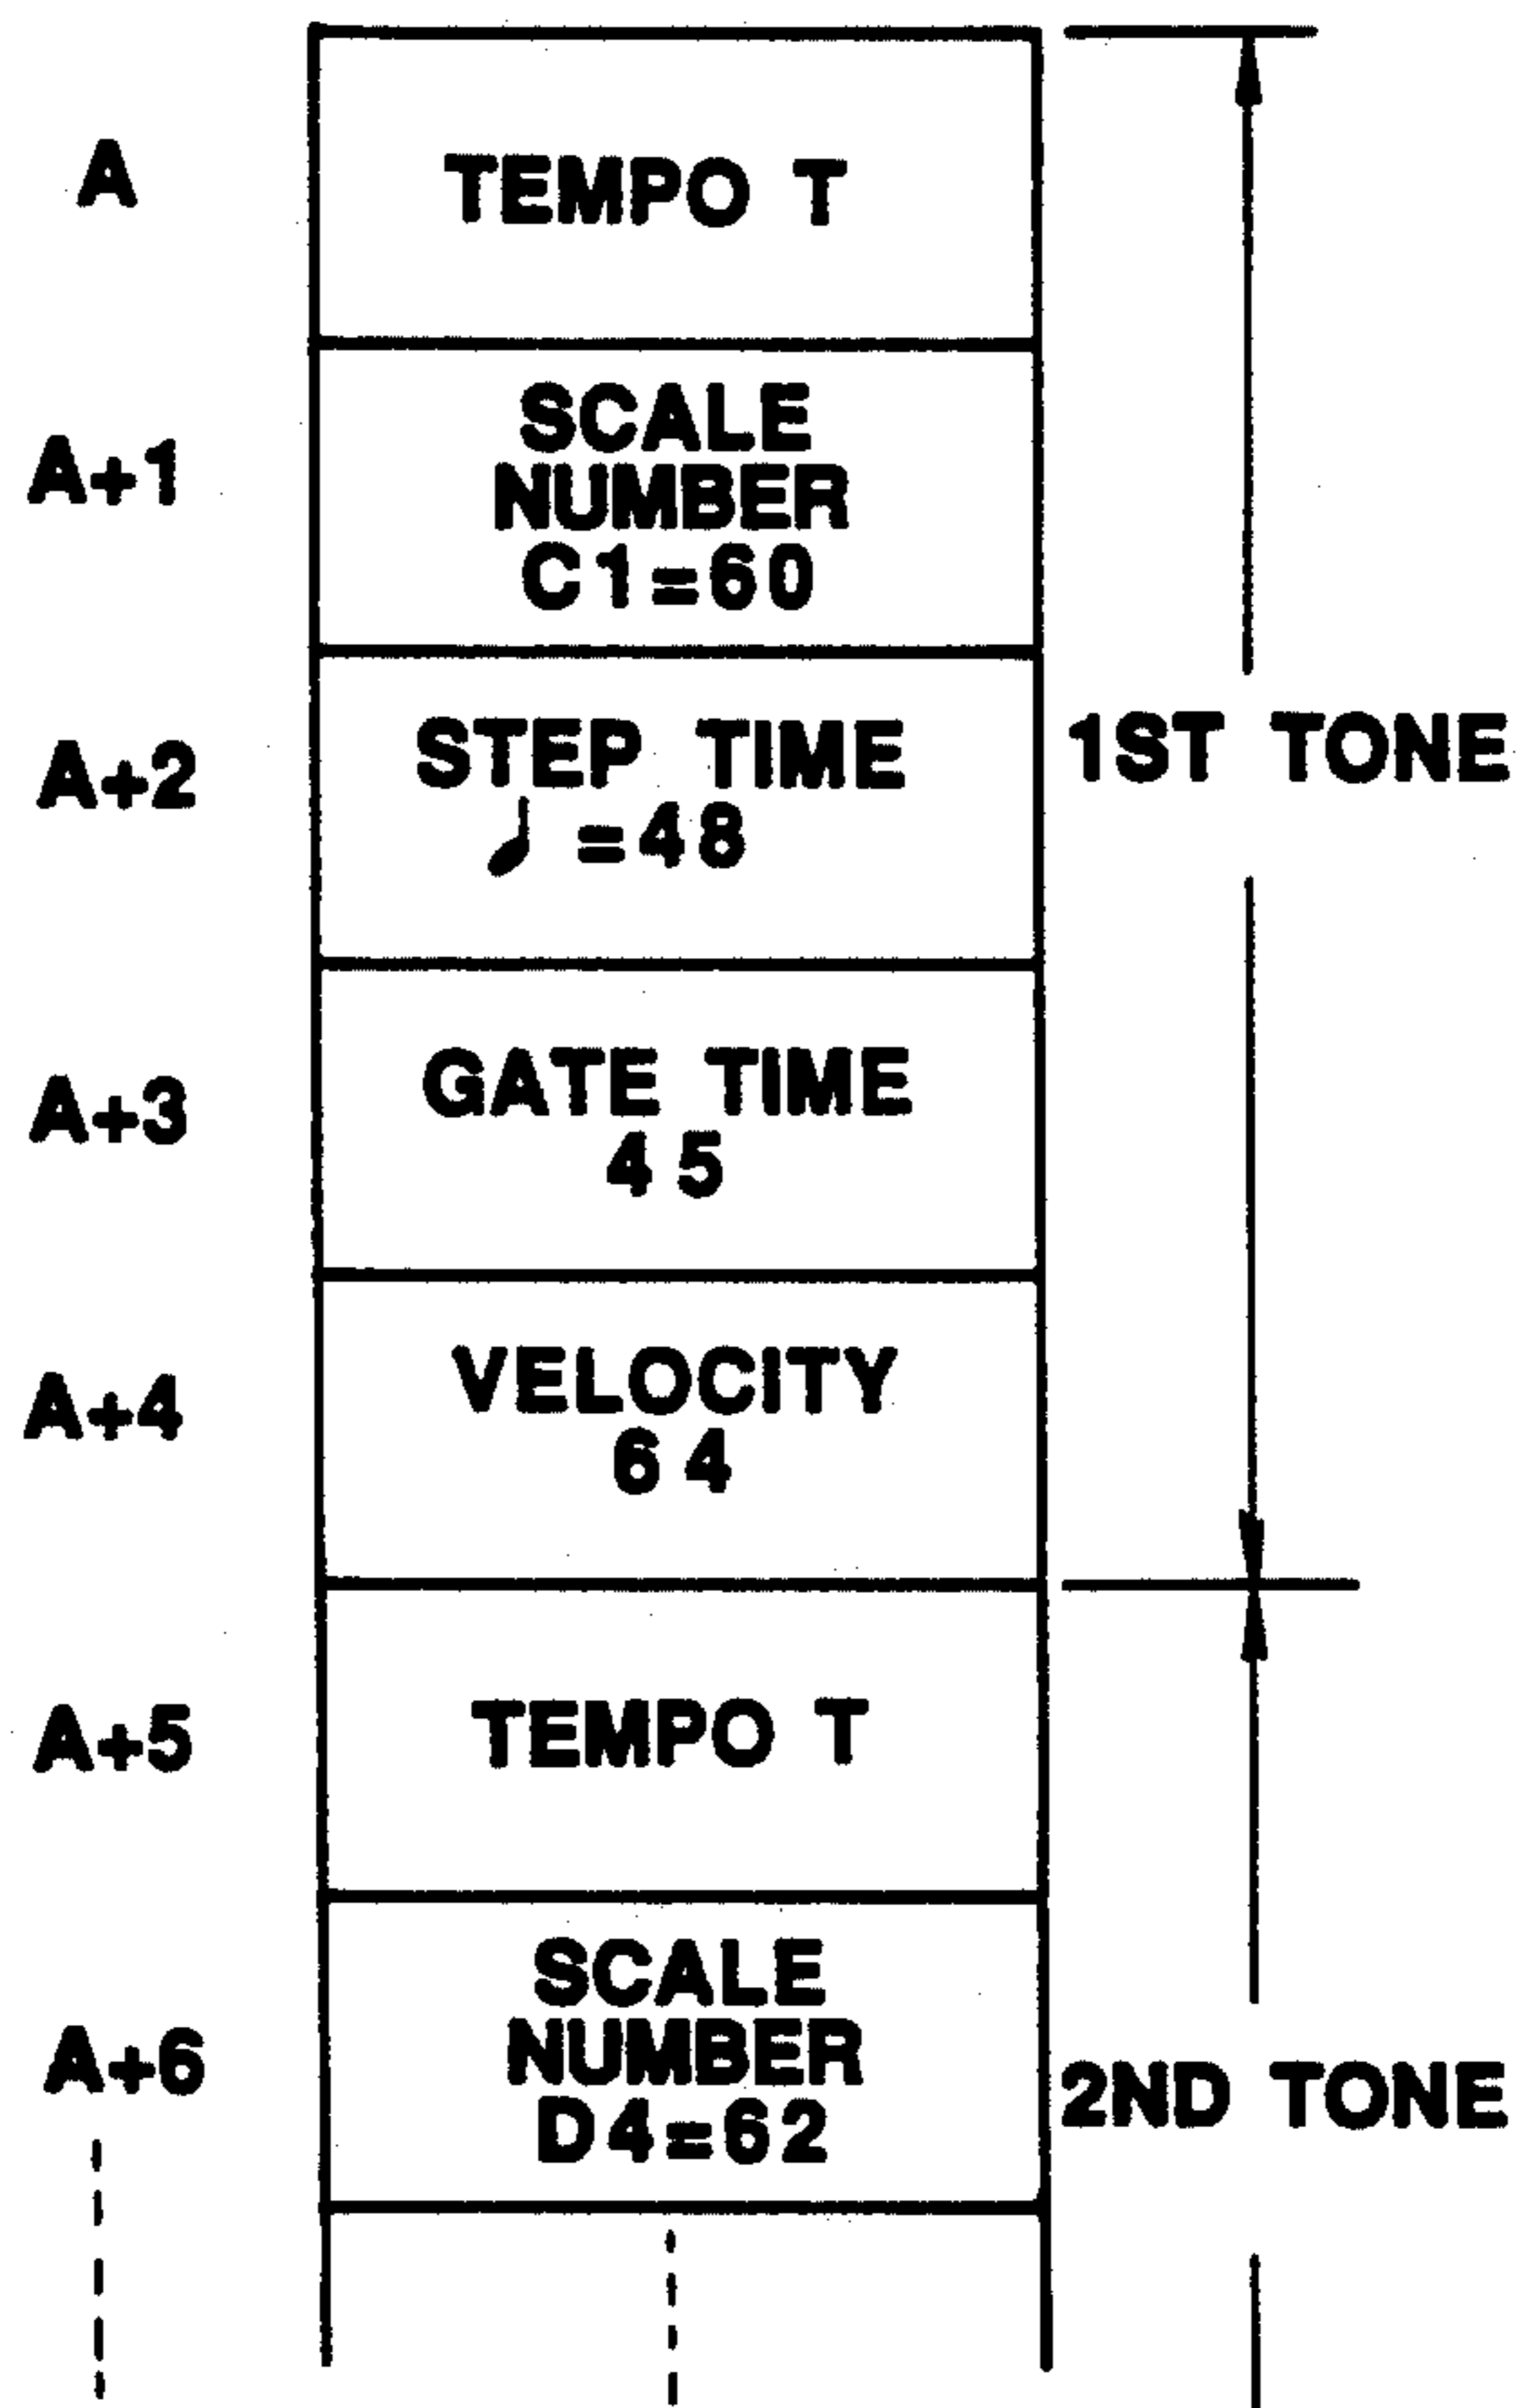 A
TEMPO T
A+1
SCALE
NUMBER
C1=60
A+2
STEP TIME
♩=48
1ST TONE
A+3
GATE TIME
45
A+4
VELOCITY
64
A+5
TEMPO T
A+6
SCALE
NUMBER
D4=62
2ND TONE